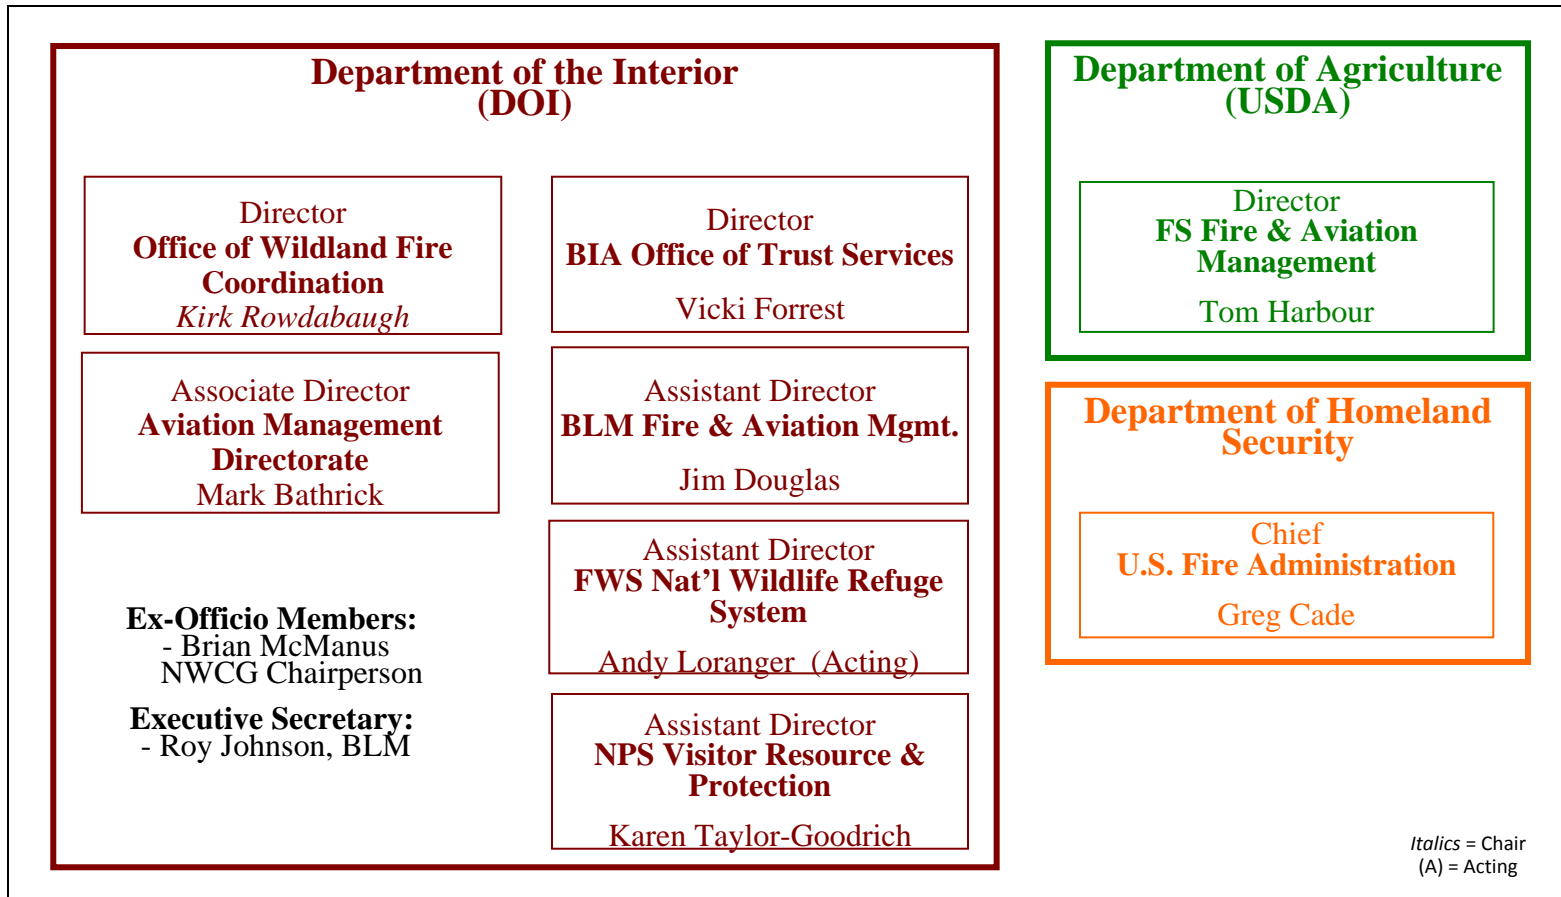 Department of the Interior
(DOI)
Director
Office of Wildland Fire
Coordination
Kirk Rowdabaugh
Associate Director
Aviation Management
Directorate
Mark Bathrick
Ex-Officio Members:
- Brian McManus
NWCG Chairperson
Executive Secretary:
- Roy Johnson, BLM
Director
BIA Office of Trust Services
Vicki Forrest
Assistant Director
BLM Fire & Aviation Mgmt.
Jim Douglas
Assistant Director
FWS Nat’l Wildlife Refuge
System
Andy Loranger (Acting)
Assistant Director
NPS Visitor Resource &
Protection
Karen Taylor-Goodrich
Department of Agriculture
(USDA)
Director
FS Fire & Aviation
Management
Tom Harbour
Department of Homeland
Security
Chief
U.S. Fire Administration
Greg Cade
Italics = Chair
(A) = Acting